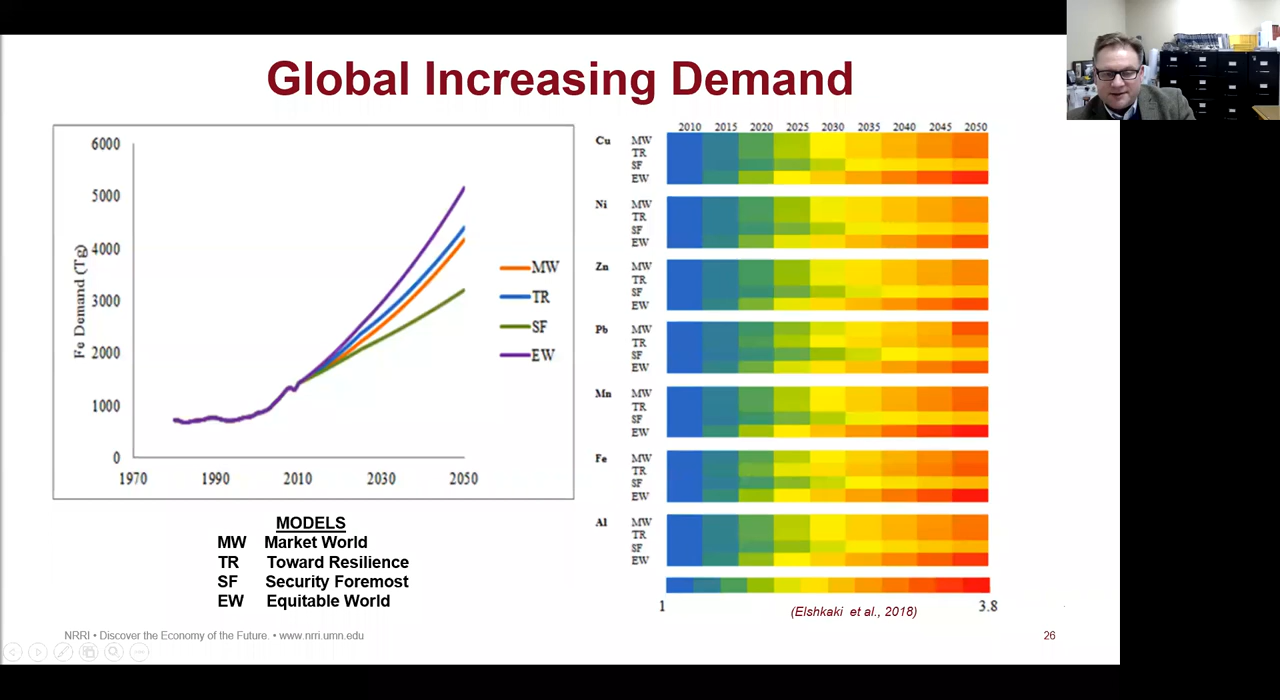 Global Increasing Demand
6000
5000
4000
3000
2000
1000
0
Fe Demand (Tg)
1970 1990 2010 2030 2050
MW
TR
SF
EW
MODELS
MW Market World
TR Toward Resilience
SF Security Foremost
EW Equitable World
2010 2015 2020 2025 2030 2035 2040 2045 2050
Cu MW
TR
SF
EW
Ni MW
TR
SF
EW
Zn MW
TR
SF
EW
Pb MW
TR
SF
EW
Mn MW
TR
SF
EW
Fe MW
TR
SF
EW
Al MW
TR
SF
EW
1 3.8
(Elshkaki et al., 2018)
NRRI • Discover the Economy of the Future. • www.nrri.umn.edu
26